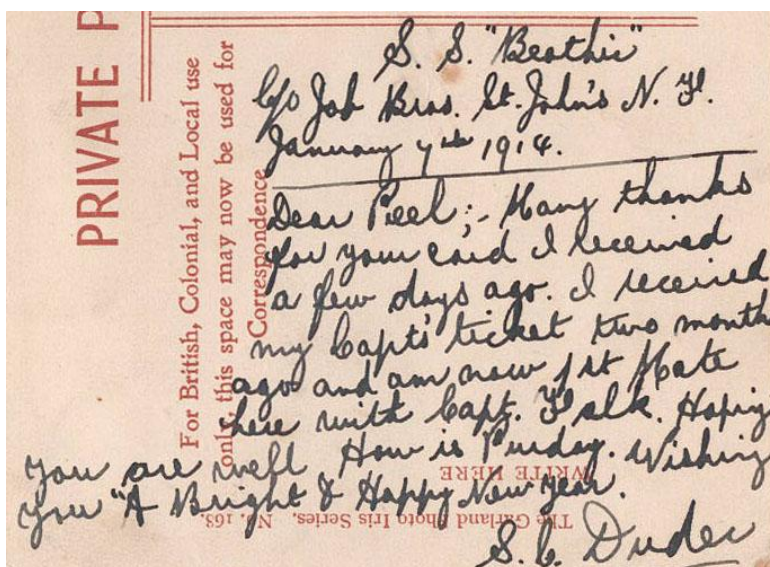 S. S. "Beothic"
C/o Job Bros. St. John's N. F.
January 7th 1914.
Dear Peel:- Many thanks
for your card I received
a few days ago. I received
my Capt's ticket two month
ago and am now 1st Mate
here with Capt. Falk. Hoping
you are well How is Purday. Wishing
you "A Bright & Happy New Year.
S. C. Duder
PRIVATE P
For British, Colonial, and Local use
only, this space may now be used for
Correspondence
WRITE HERE
The Garland Photo Iris Series, No. 163.